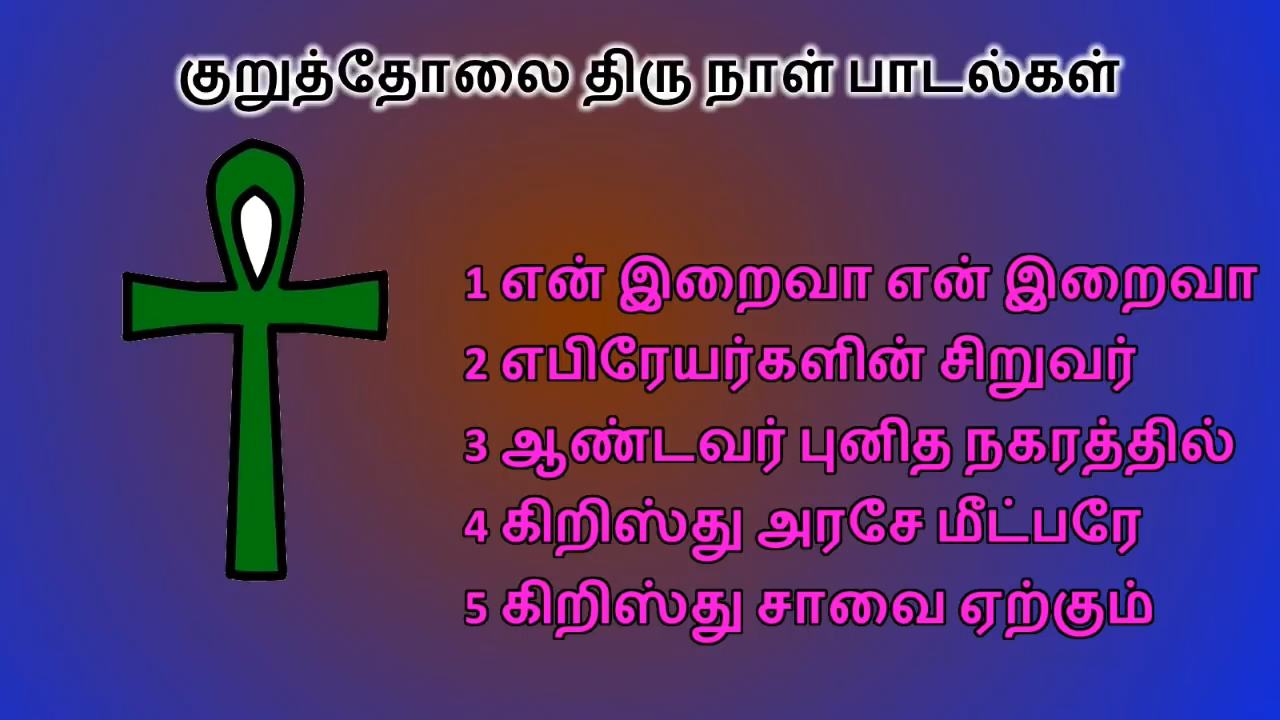 குறுத்தோலை திரு நாள் பாடல்கள்
1 என் இறைவா என் இறைவா
2 எபிரேயர்களின் சிறுவர்
3 ஆண்டவர் புனித நகரத்தில்
4 கிறிஸ்து அரசே மீட்பரே
5 கிறிஸ்து சாவை ஏற்கும்